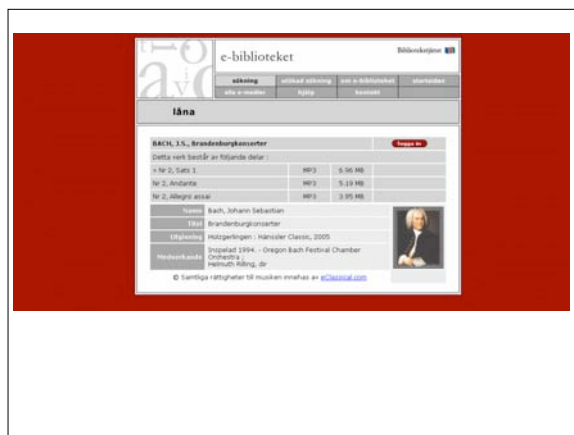 e-biblioteket
Bibliotekstjänst
sökning utökad sökning om e-biblioteket startsidan
alla e-medier hjälp kontakt
låna
BACH, J.S., Brandenburgkonserter logga in
Detta verk består av följande delar :
Nr 2, Sats 1 MP3 6.96 MB
Nr 2, Andante MP3 5.19 MB
Nr 2, Allegro assai MP3 3.95 MB
Namn Bach, Johann Sebastian
Titel Brandenburgkonserter
Utgivning Holzgerlingen : Hänssler Classic, 2005
Medverkande Inspelad 1994. - Oregon Bach Festival Chamber
Orchestra ;
Helmuth Rilling, dir
© Samtliga rättigheter till musiken innehas av eClassical.com